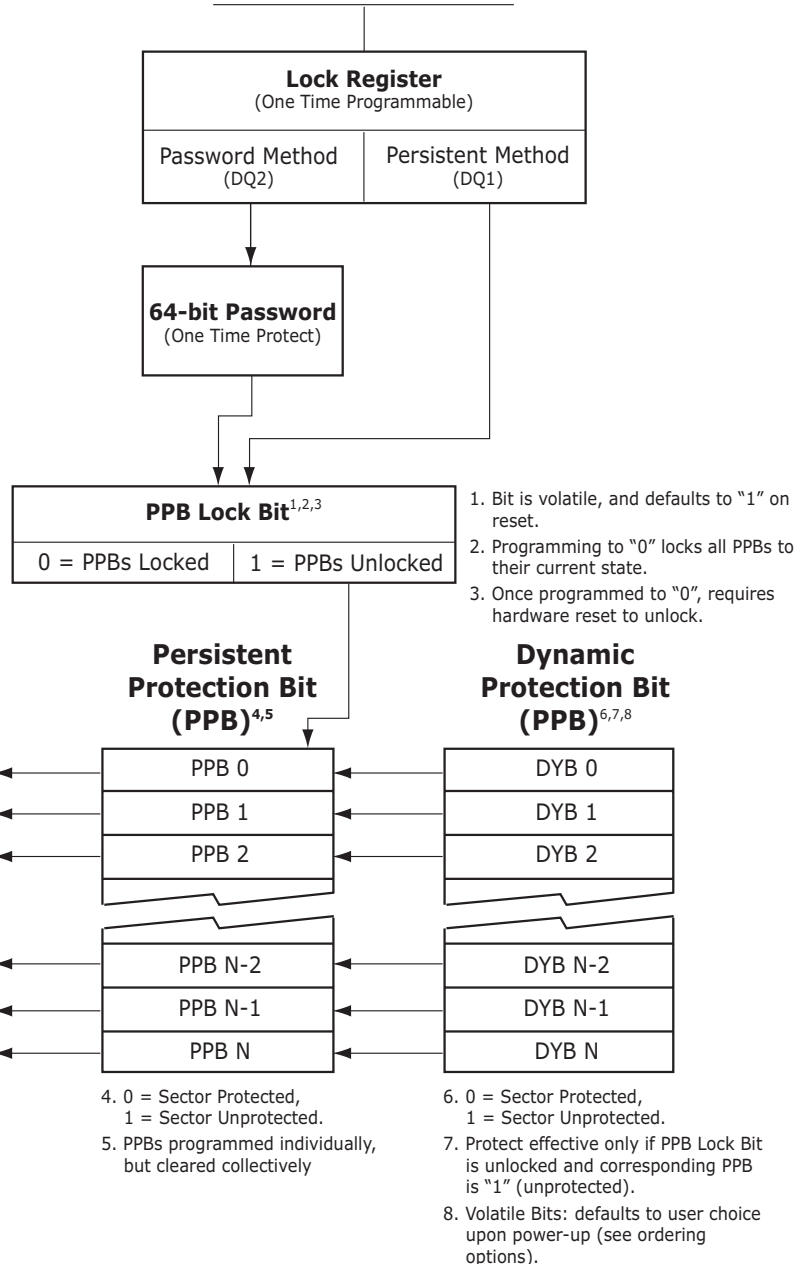 Lock Register
(One Time Programmable)
Password Method
(DQ2)
Persistent Method
(DQ1)
64-bit Password
(One Time Protect)
PPB Lock Bit1,2,3
0 = PPBs Locked
1 = PPBs Unlocked
1. Bit is volatile, and defaults to “1” on
reset.
2. Programming to “0” locks all PPBs to
their current state.
3. Once programmed to “0”, requires
hardware reset to unlock.
Persistent
Protection Bit
(PPB)4,5
Dynamic
Protection Bit
(PPB)6,7,8
PPB 0
DYB 0
PPB 1
DYB 1
PPB 2
DYB 2
PPB N-2
DYB N-2
PPB N-1
DYB N-1
PPB N
DYB N
4. 0 = Sector Protected,
1 = Sector Unprotected.
5. PPBs programmed individually,
but cleared collectively
6. 0 = Sector Protected,
1 = Sector Unprotected.
7. Protect effective only if PPB Lock Bit
is unlocked and corresponding PPB
is “1” (unprotected).
8. Volatile Bits: defaults to user choice
upon power-up (see ordering
options).